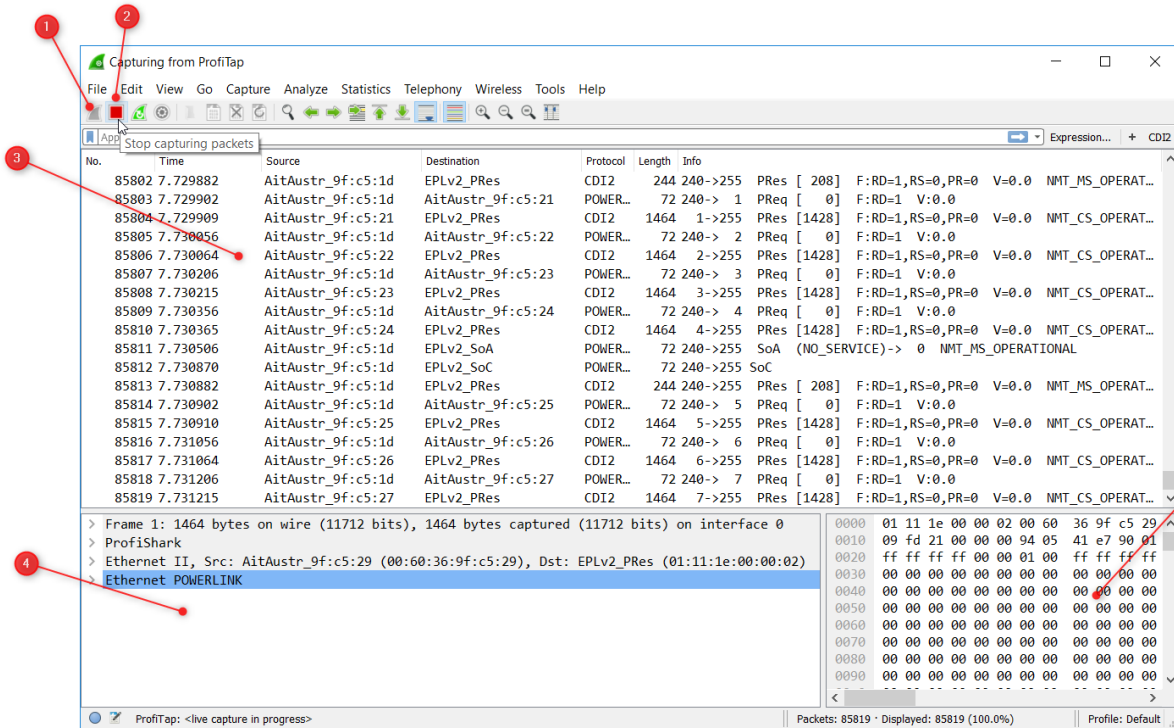 1
2
Capturing from ProfiTap
File Edit View Go Capture Analyze Statistics Telephony Wireless Tools Help
App
Expression... + CDI2
Stop capturing packets
3
No. Time Source Destination Protocol Length Info
85802 7.729882 AitAustr_9f:c5:1d EPLv2_PRes CDI2 244 240->255 PRes [ 208] F:RD=1,RS=0,PR=0 V=0.0 NMT_MS_OPERAT…
85803 7.729902 AitAustr_9f:c5:1d AitAustr_9f:c5:21 POWER… 72 240-> 1 PReq [ 0] F:RD=1 V:0.0
85804 7.729909 AitAustr_9f:c5:21 EPLv2_PRes CDI2 1464 1->255 PRes [1428] F:RD=1,RS=0,PR=0 V=0.0 NMT_CS_OPERAT…
85805 7.730056 AitAustr_9f:c5:1d AitAustr_9f:c5:22 POWER… 72 240-> 2 PReq [ 0] F:RD=1 V:0.0
85806 7.730064 AitAustr_9f:c5:22 EPLv2_PRes CDI2 1464 2->255 PRes [1428] F:RD=1,RS=0,PR=0 V=0.0 NMT_CS_OPERAT…
85807 7.730206 AitAustr_9f:c5:1d AitAustr_9f:c5:23 POWER… 72 240-> 3 PReq [ 0] F:RD=1 V:0.0
85808 7.730215 AitAustr_9f:c5:23 EPLv2_PRes CDI2 1464 3->255 PRes [1428] F:RD=1,RS=0,PR=0 V=0.0 NMT_CS_OPERAT…
85809 7.730356 AitAustr_9f:c5:1d AitAustr_9f:c5:24 POWER… 72 240-> 4 PReq [ 0] F:RD=1 V:0.0
85810 7.730365 AitAustr_9f:c5:24 EPLv2_PRes CDI2 1464 4->255 PRes [1428] F:RD=1,RS=0,PR=0 V=0.0 NMT_CS_OPERAT…
85811 7.730506 AitAustr_9f:c5:1d EPLv2_SoA POWER… 72 240->255 SoA (NO_SERVICE)-> 0 NMT_MS_OPERATIONAL
85812 7.730870 AitAustr_9f:c5:1d EPLv2_SoC POWER… 72 240->255 SoC
85813 7.730882 AitAustr_9f:c5:1d EPLv2_PRes CDI2 244 240->255 PRes [ 208] F:RD=1,RS=0,PR=0 V=0.0 NMT_MS_OPERAT…
85814 7.730902 AitAustr_9f:c5:1d AitAustr_9f:c5:25 POWER… 72 240-> 5 PReq [ 0] F:RD=1 V:0.0
85815 7.730910 AitAustr_9f:c5:25 EPLv2_PRes CDI2 1464 5->255 PRes [1428] F:RD=1,RS=0,PR=0 V=0.0 NMT_CS_OPERAT…
85816 7.731056 AitAustr_9f:c5:1d AitAustr_9f:c5:26 POWER… 72 240-> 6 PReq [ 0] F:RD=1 V:0.0
85817 7.731064 AitAustr_9f:c5:26 EPLv2_PRes CDI2 1464 6->255 PRes [1428] F:RD=1,RS=0,PR=0 V=0.0 NMT_CS_OPERAT…
85818 7.731206 AitAustr_9f:c5:1d AitAustr_9f:c5:27 POWER… 72 240-> 7 PReq [ 0] F:RD=1 V:0.0
85819 7.731215 AitAustr_9f:c5:27 EPLv2_PRes CDI2 1464 7->255 PRes [1428] F:RD=1,RS=0,PR=0 V=0.0 NMT_CS_OPERAT…
4
Frame 1: 1464 bytes on wire (11712 bits), 1464 bytes captured (11712 bits) on interface 0
ProfiShark
Ethernet II, Src: AitAustr_9f:c5:29 (00:60:36:9f:c5:29), Dst: EPLv2_PRes (01:11:1e:00:00:02)
Ethernet POWERLINK
0000 01 11 1e 00 00 02 00 60 36 9f c5 29
0010 09 fd 21 00 00 00 94 05 41 e7 90 01
0020 ff ff ff ff 00 00 01 00 ff ff ff ff
0030 00 00 00 00 00 00 00 00 00 00 00 00
0040 00 00 00 00 00 00 00 00 00 00 00 00
0050 00 00 00 00 00 00 00 00 00 00 00 00
0060 00 00 00 00 00 00 00 00 00 00 00 00
0070 00 00 00 00 00 00 00 00 00 00 00 00
0080 00 00 00 00 00 00 00 00 00 00 00 00
0090 00 00 00 00 00 00 00 00 00 00 00 00
ProfiTap: <live capture in progress>
Packets: 85819 · Displayed: 85819 (100.0%)
Profile: Default